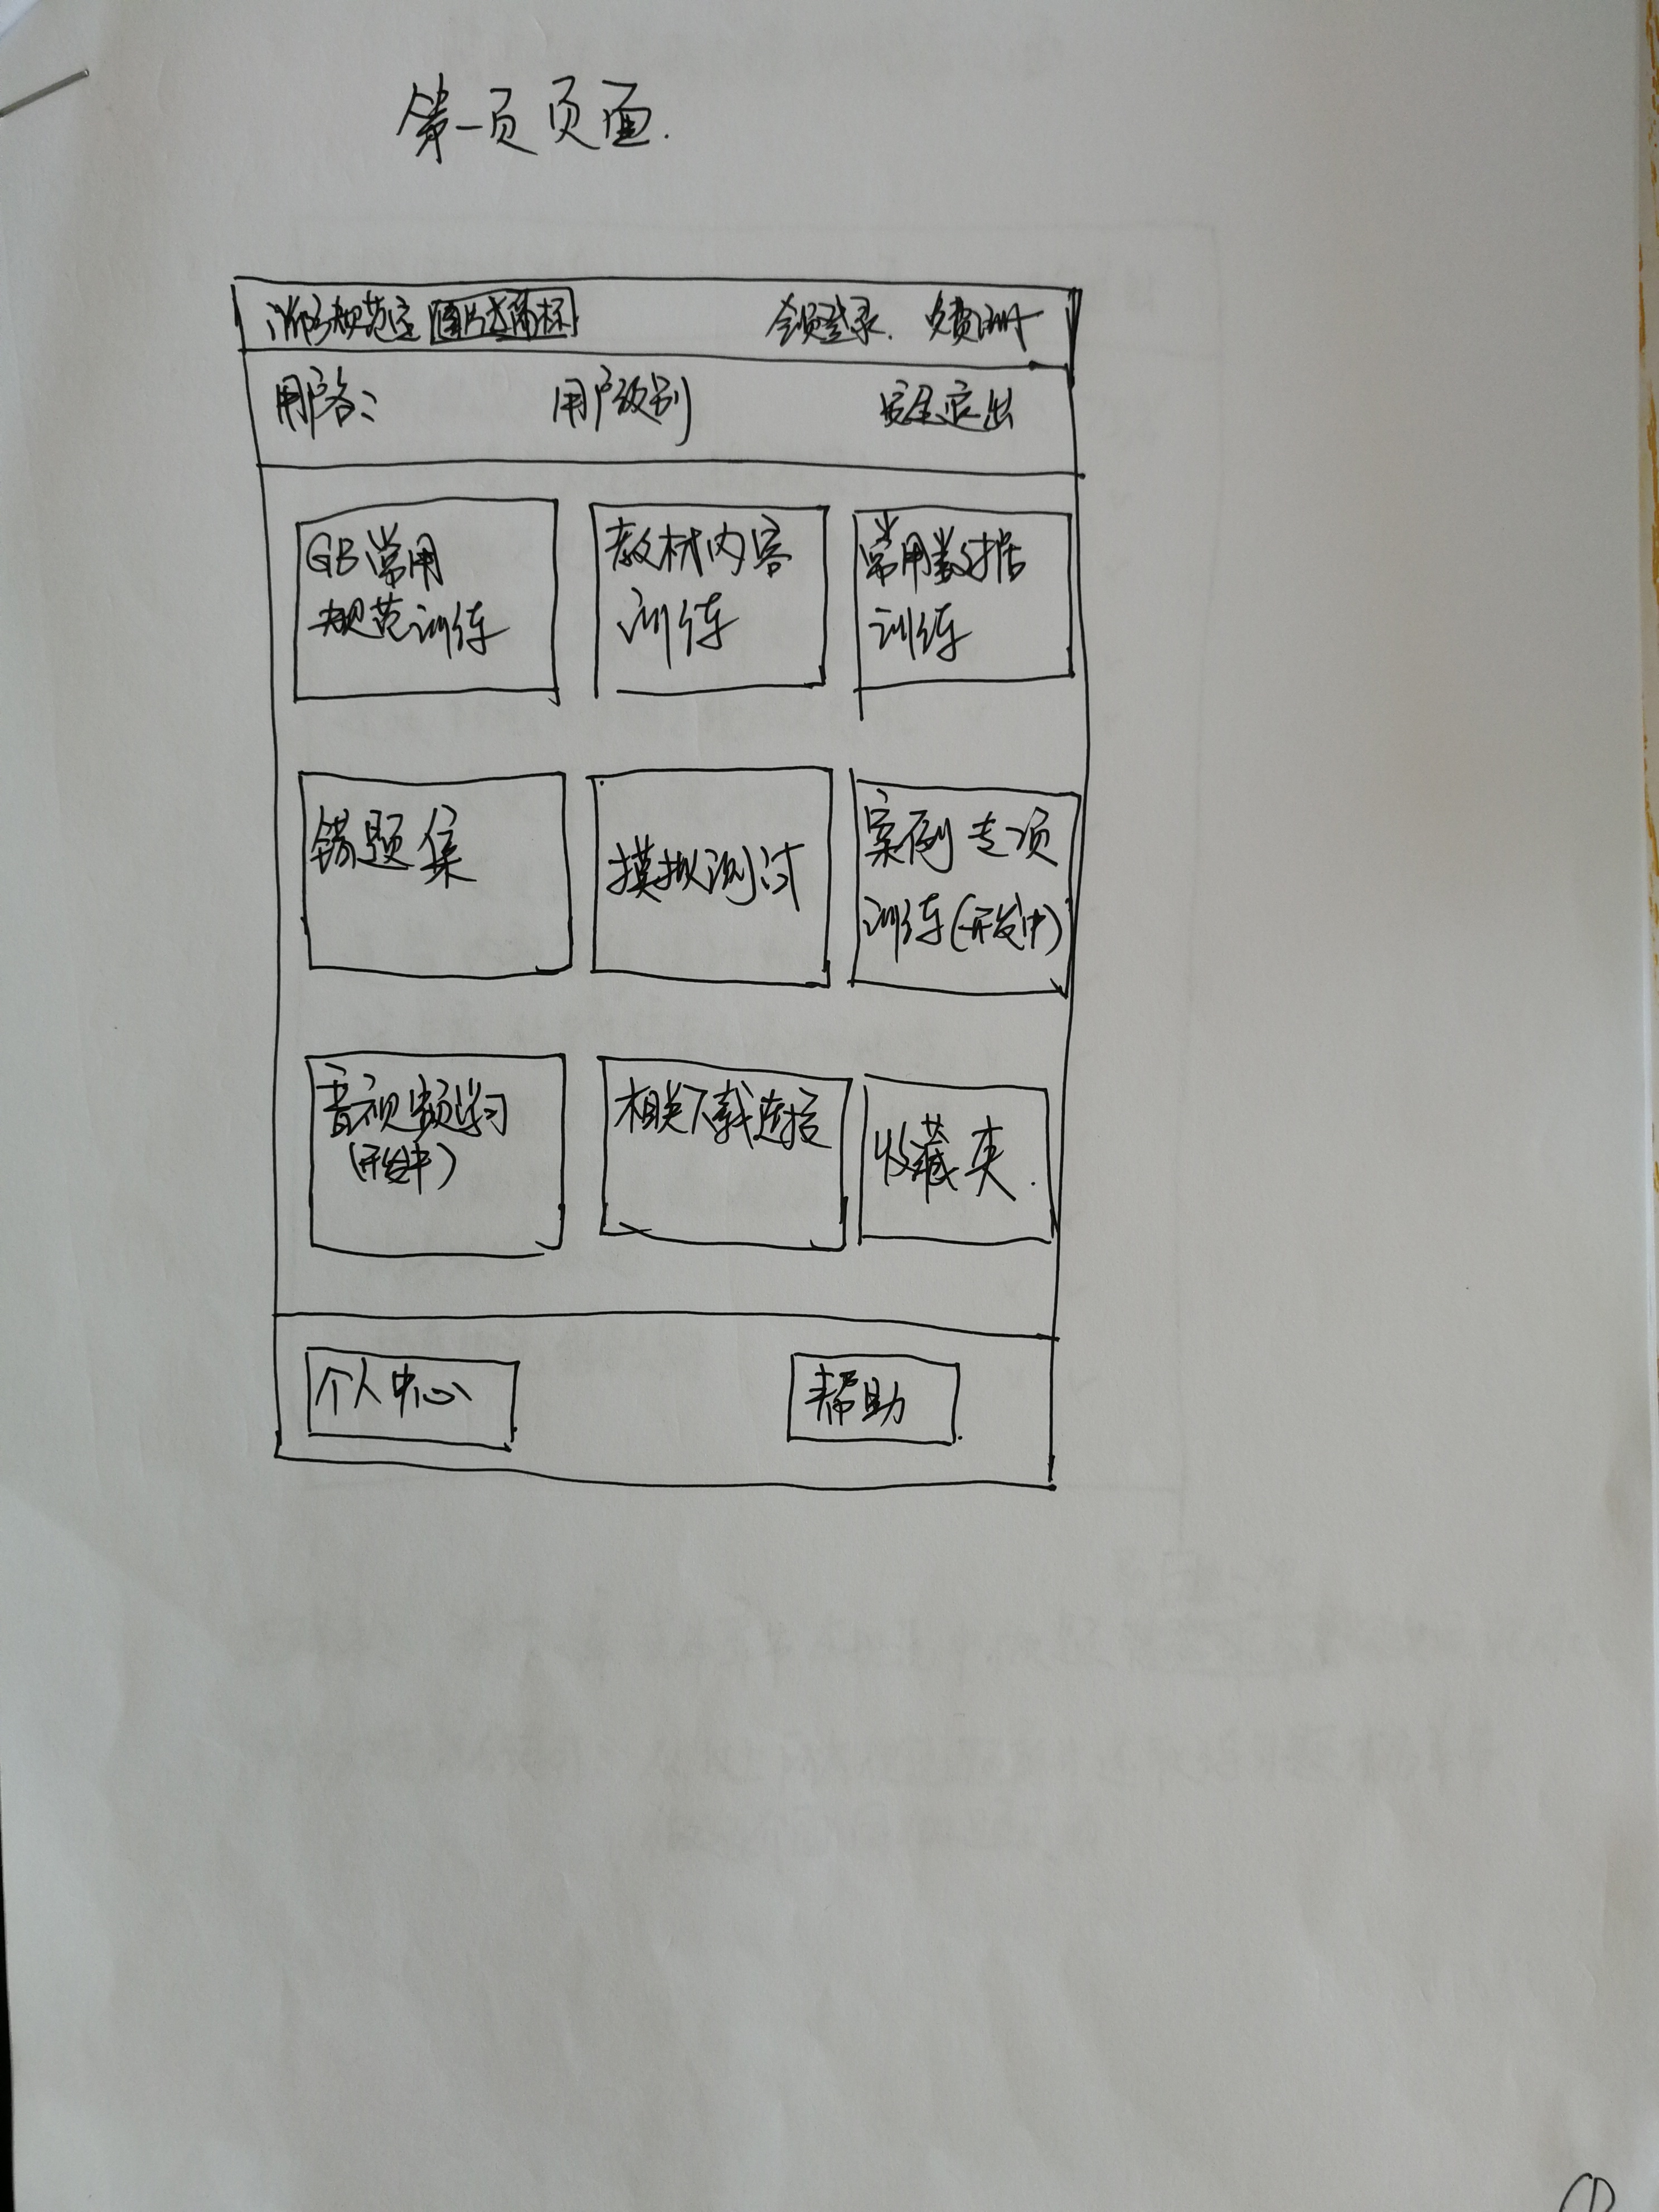 第一页页面.
消防规范宝 图片或商标 会员登录. 免费注册
用户名: 用户级别 安全退出
GB常用
规范训练
教材内容
训练
常用数据
训练
错题集
摸拟测试
案例专项
训练(开发中)
音视频学习
(开发中)
相关下载连接
收藏夹.
个人中心
帮助